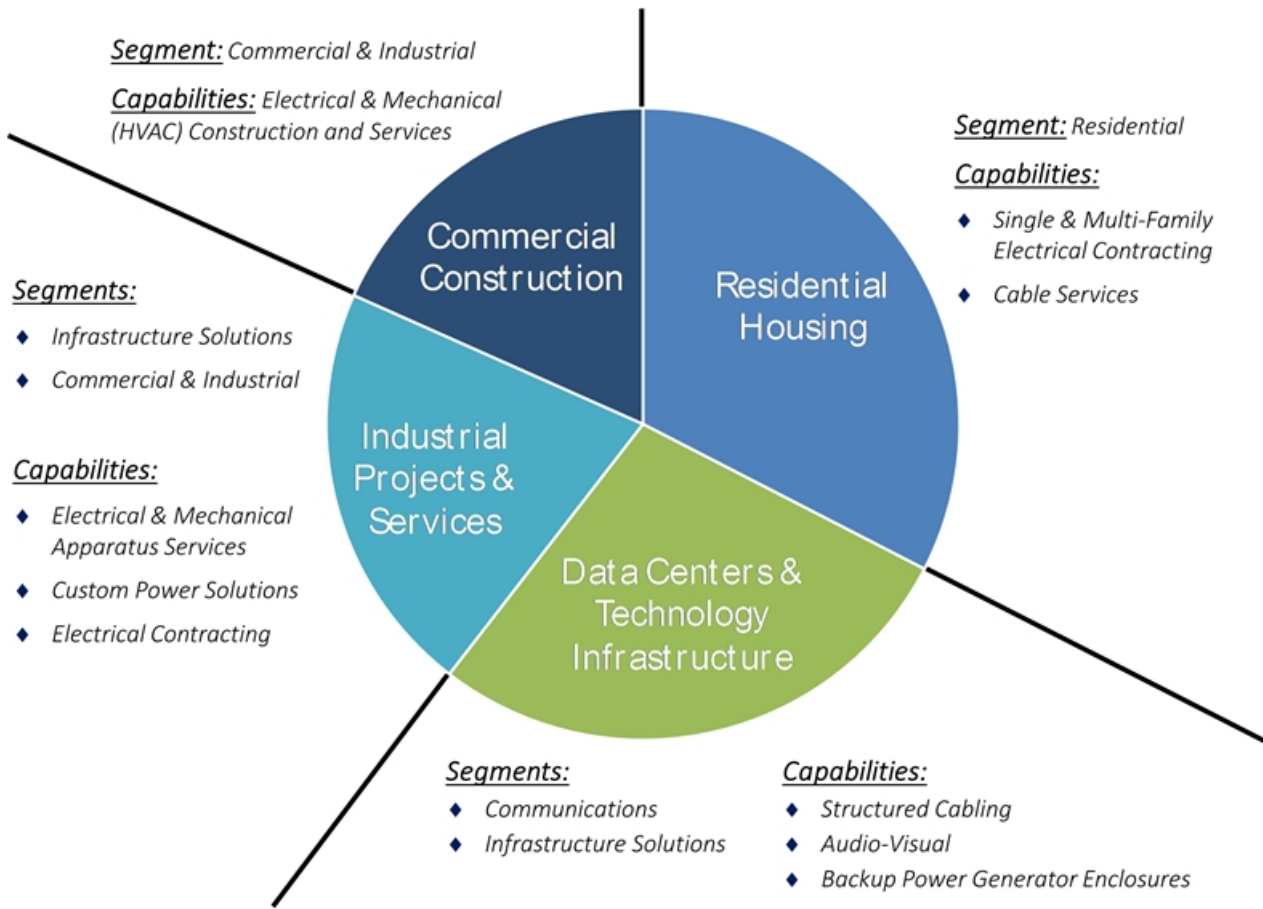 Segment: Commercial & Industrial
Capabilities: Electrical & Mechanical
(HVAC) Construction and Services
Segment: Residential
Capabilities:
♦ Single & Multi-Family
Electrical Contracting
♦ Cable Services
Commercial
Construction
Residential
Housing
Segments:
♦ Infrastructure Solutions
♦ Commercial & Industrial
Capabilities:
♦ Electrical & Mechanical
Apparatus Services
♦ Custom Power Solutions
♦ Electrical Contracting
Industrial
Projects &
Services
Data Centers &
Technology
Infrastructure
Segments:
♦ Communications
♦ Infrastructure Solutions
Capabilities:
♦ Structured Cabling
♦ Audio-Visual
♦ Backup Power Generator Enclosures